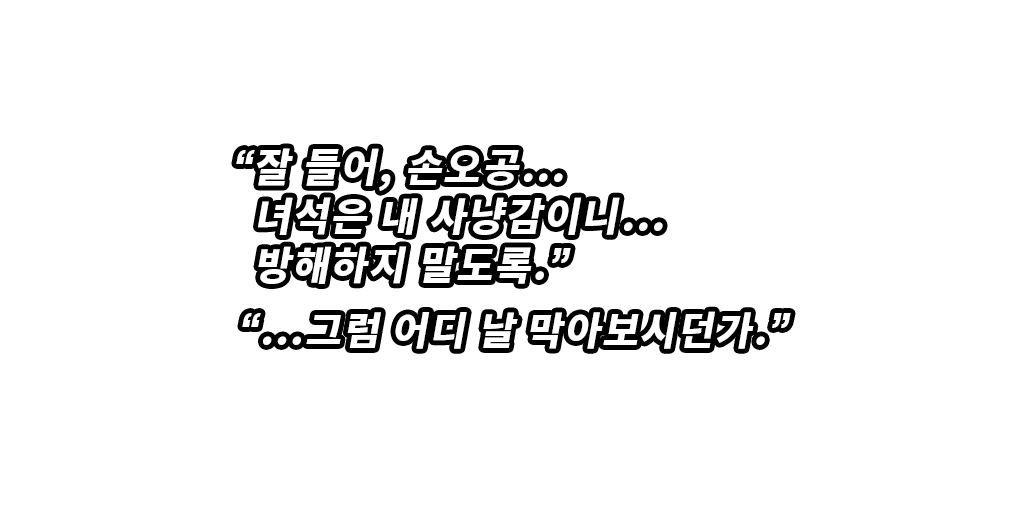 “잘 들어, 손오공...
녀석은 내 사냥감이니...
방해하지 말도록.”
“...그럼 어디 날 막아보시던가.”